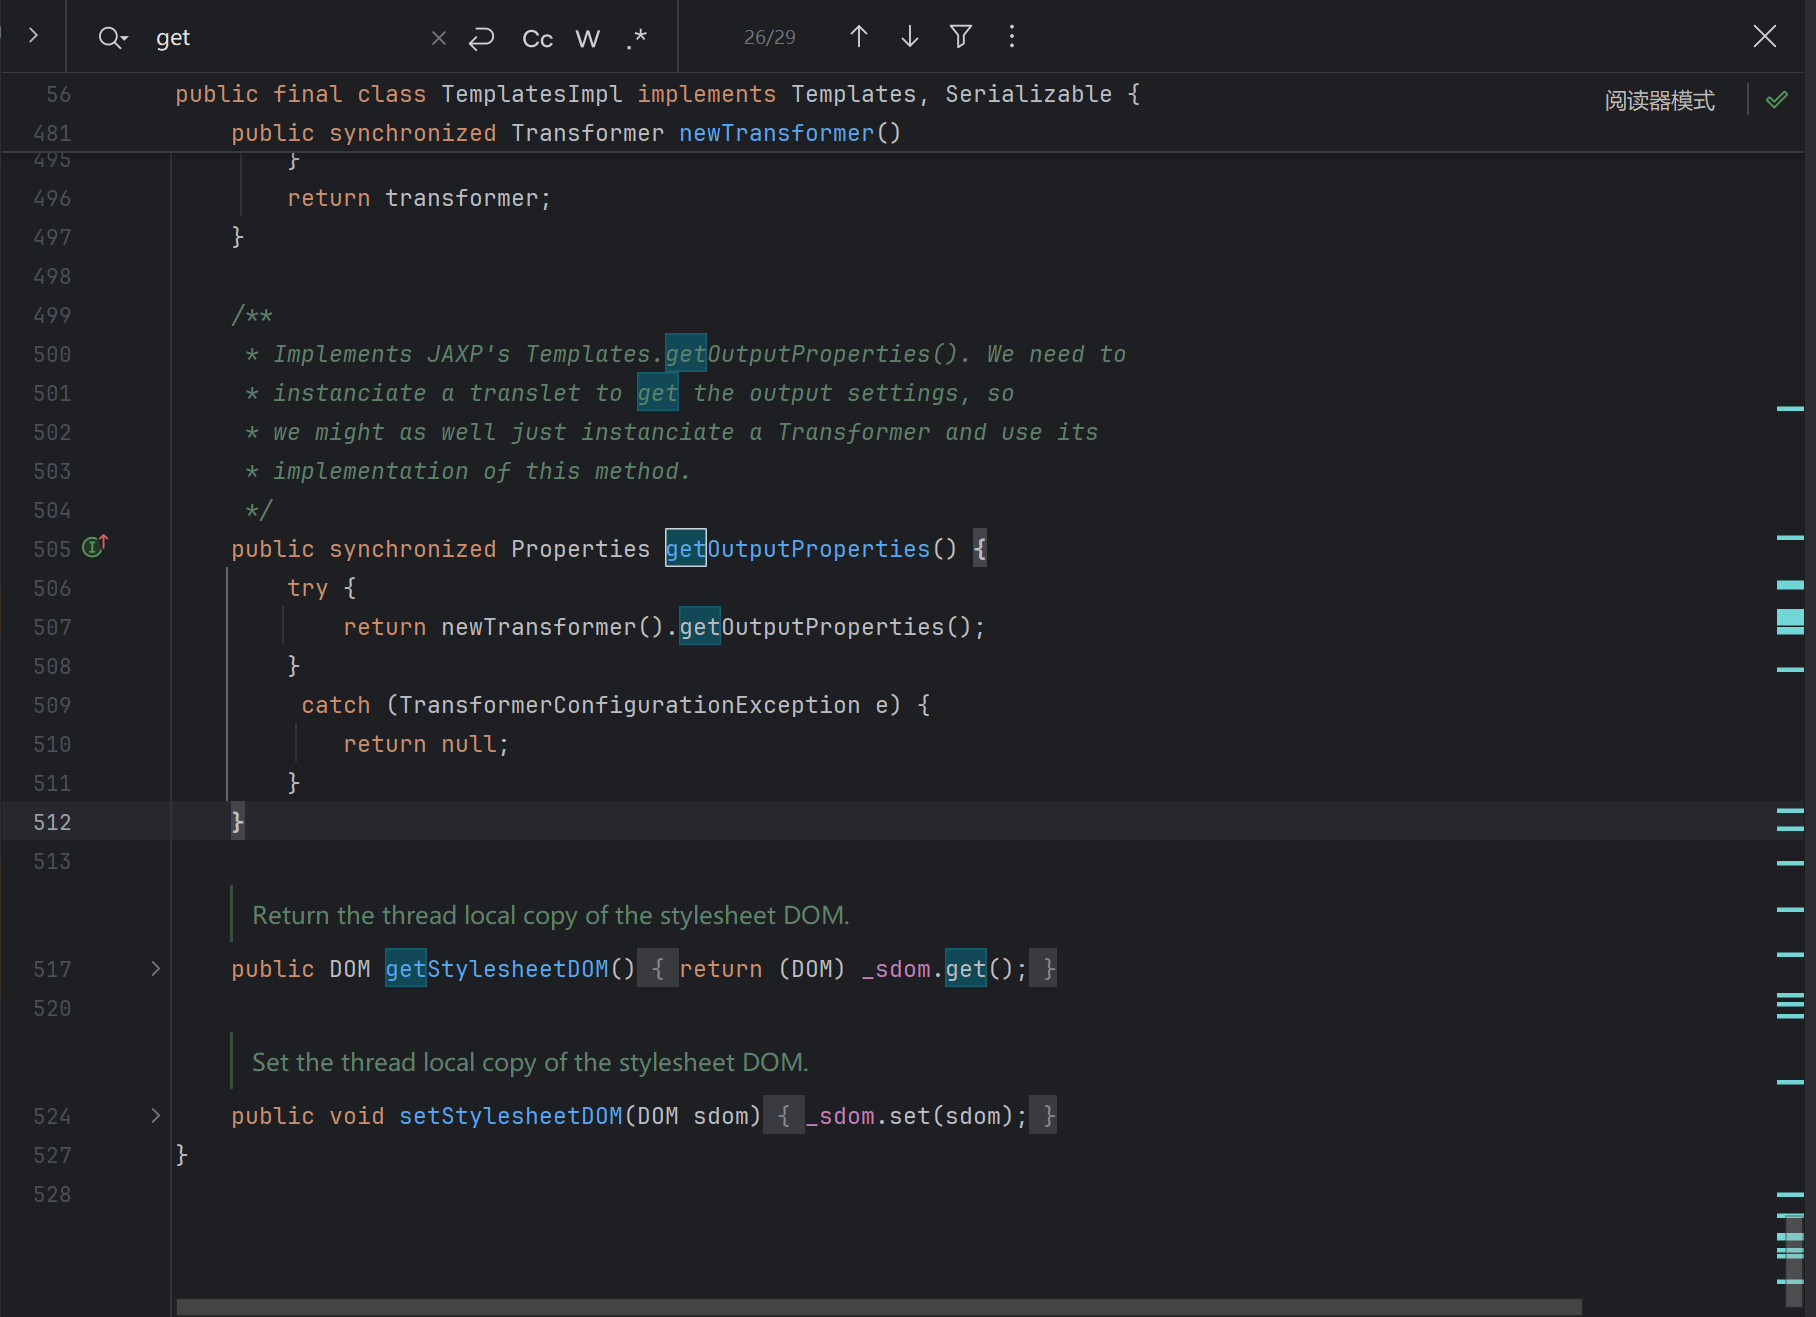 get Cc W .* 26/29
56 public final class TemplatesImpl implements Templates, Serializable { 阅读器模式
481 public synchronized Transformer newTransformer()
495 }
496 return transformer;
497 }
498
499 /**
500 * Implements JAXP's Templates.getOutputProperties(). We need to
501 * instanciate a translet to get the output settings, so
502 * we might as well just instanciate a Transformer and use its
503 * implementation of this method.
504 */
505 public synchronized Properties getOutputProperties() {
506 try {
507 return newTransformer().getOutputProperties();
508 }
509 catch (TransformerConfigurationException e) {
510 return null;
511 }
512 }
513
Return the thread local copy of the stylesheet DOM.
517 public DOM getStylesheetDOM() { return (DOM) _sdom.get(); }
520
Set the thread local copy of the stylesheet DOM.
524 public void setStylesheetDOM(DOM sdom) { _sdom.set(sdom); }
527 }
528